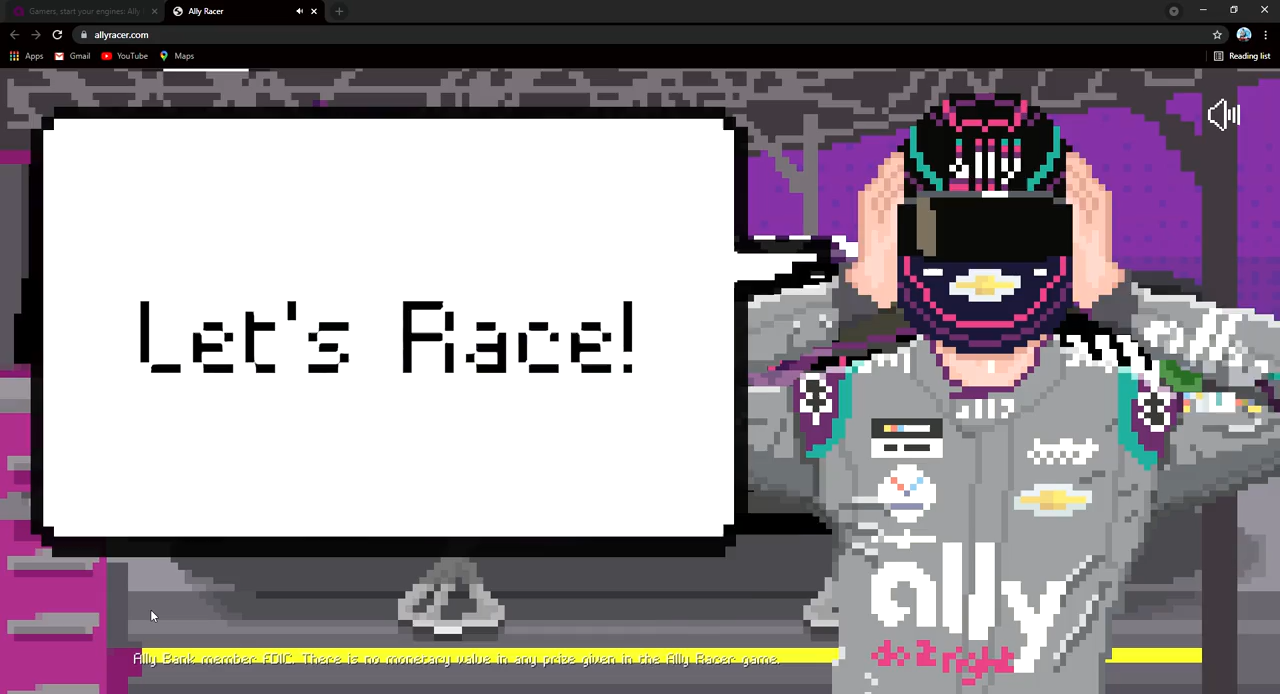 Gamers, start your engines: Ally
Ally Racer
allyracer.com
Apps
Gmail
YouTube
Maps
Reading list
Let's Race!
ally
ally
do it right
Ally Bank member FDIC. There is no monetary value in any prize given in the Ally Racer game.